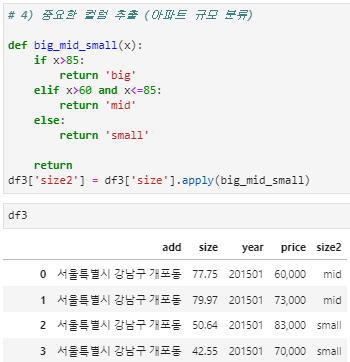 # 4) 중요한 컬럼 추출 (아파트 규모 분류)
def big_mid_small(x):
    if x>85:
        return 'big'
    elif x>60 and x<=85:
        return 'mid'
    else:
        return 'small'
    return
df3['size2'] = df3['size'].apply(big_mid_small)
df3
add size year price size2
0 서울특별시 강남구 개포동 77.75 201501 60,000 mid
1 서울특별시 강남구 개포동 79.97 201501 73,000 mid
2 서울특별시 강남구 개포동 50.64 201501 83,000 small
3 서울특별시 강남구 개포동 42.55 201501 70,000 small